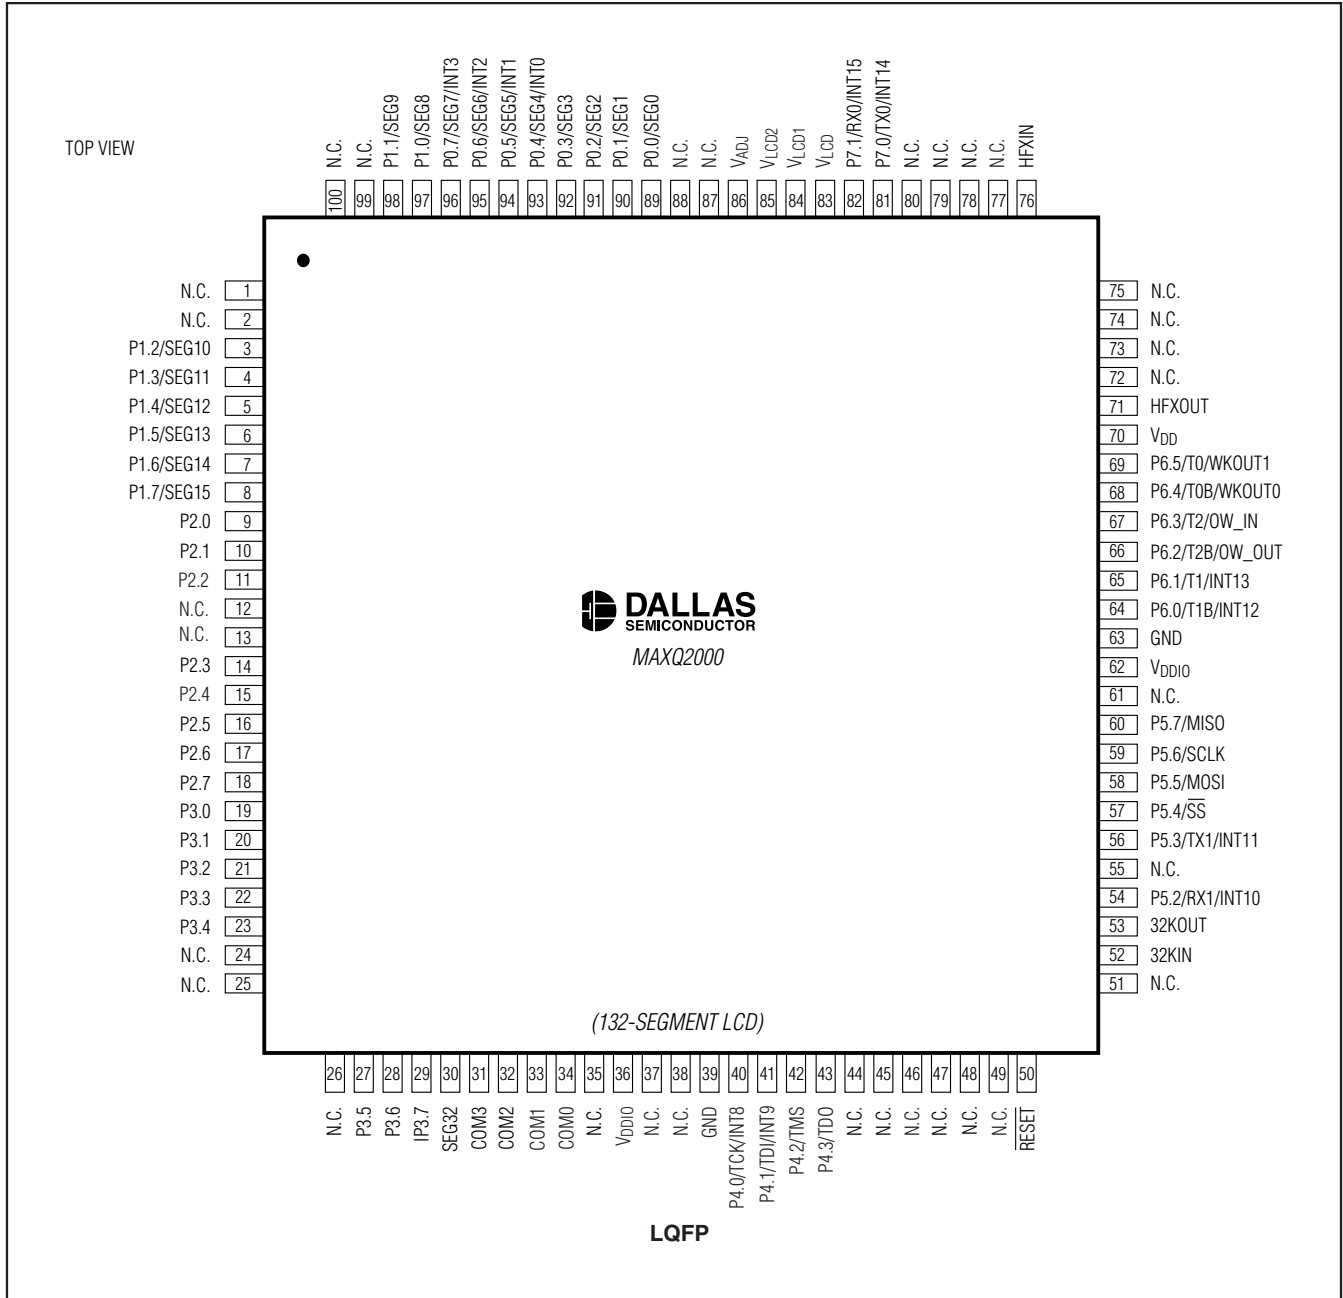 TOP VIEW
N.C.
N.C.
P1.1/SEG9
P1.0/SEG8
P0.7/SEG7/INT3
P0.6/SEG6/INT2
P0.5/SEG5/INT1
P0.4/SEG4/INT0
P0.3/SEG3
P0.2/SEG2
P0.1/SEG1
P0.0/SEG0
N.C.
N.C.
VADJ
VLCD2
VLCD1
VLCD
P7.1/RX0/INT15
P7.0/TX0/INT14
N.C.
N.C.
N.C.
N.C.
HFXIN
100 99 98 97 96 95 94 93 92 91 90 89 88 87 86 85 84 83 82 81 80 79 78 77 76
N.C. 1
N.C. 2
P1.2/SEG10 3
P1.3/SEG11 4
P1.4/SEG12 5
P1.5/SEG13 6
P1.6/SEG14 7
P1.7/SEG15 8
P2.0 9
P2.1 10
P2.2 11
N.C. 12
N.C. 13
P2.3 14
P2.4 15
P2.5 16
P2.6 17
P2.7 18
P3.0 19
P3.1 20
P3.2 21
P3.3 22
P3.4 23
N.C. 24
N.C. 25
75 N.C.
74 N.C.
73 N.C.
72 N.C.
71 HFXOUT
70 VDD
69 P6.5/T0/WKOUT1
68 P6.4/T0B/WKOUT0
67 P6.3/T2/OW_IN
66 P6.2/T2B/OW_OUT
65 P6.1/T1/INT13
64 P6.0/T1B/INT12
63 GND
62 VDDIO
61 N.C.
60 P5.7/MISO
59 P5.6/SCLK
58 P5.5/MOSI
57 P5.4/S̅S̅
56 P5.3/TX1/INT11
55 N.C.
54 P5.2/RX1/INT10
53 32KOUT
52 32KIN
51 N.C.
DALLAS
SEMICONDUCTOR
MAXQ2000
(132-SEGMENT LCD)
26 27 28 29 30 31 32 33 34 35 36 37 38 39 40 41 42 43 44 45 46 47 48 49 50
N.C.
P3.5
P3.6
IP3.7
SEG32
COM3
COM2
COM1
COM0
N.C.
VDDIO
N.C.
N.C.
GND
P4.0/TCK/INT8
P4.1/TDI/INT9
P4.2/TMS
P4.3/TDO
N.C.
N.C.
N.C.
N.C.
N.C.
N.C.
R̅E̅S̅E̅T̅
LQFP